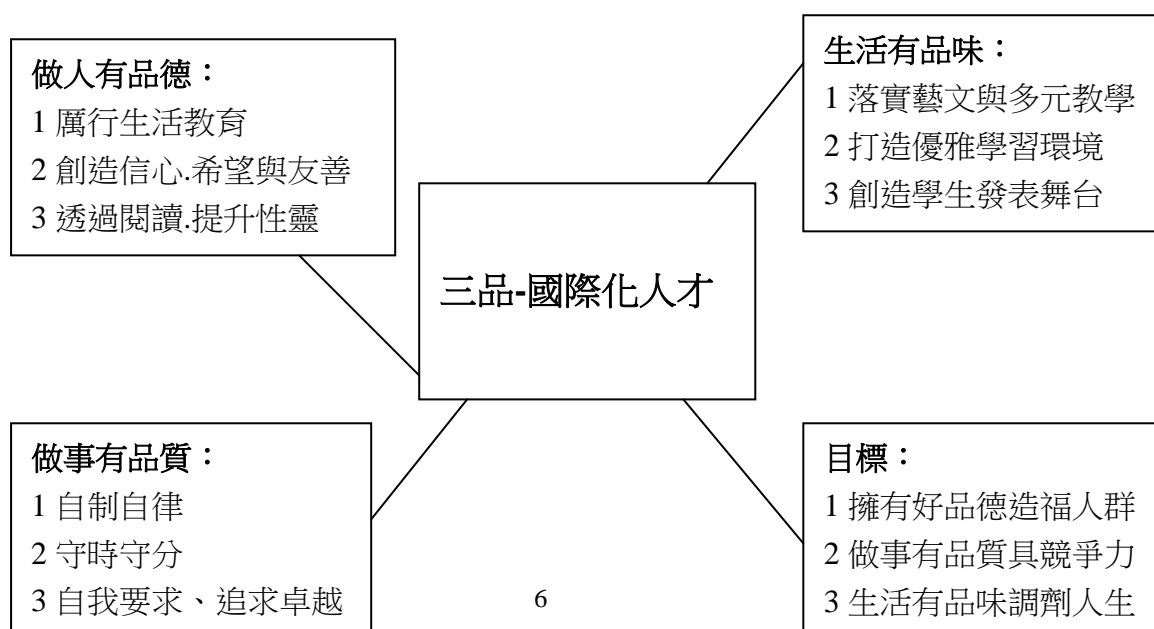 做人有品德：
1 厲行生活教育
2 創造信心.希望與友善
3 透過閱讀.提升性靈
生活有品味：
1 落實藝文與多元教學
2 打造優雅學習環境
3 創造學生發表舞台
三品-國際化人才
做事有品質：
1 自制自律
2 守時守分
3 自我要求、追求卓越
目標：
1 擁有好品德造福人群
2 做事有品質具競爭力
3 生活有品味調劑人生
6